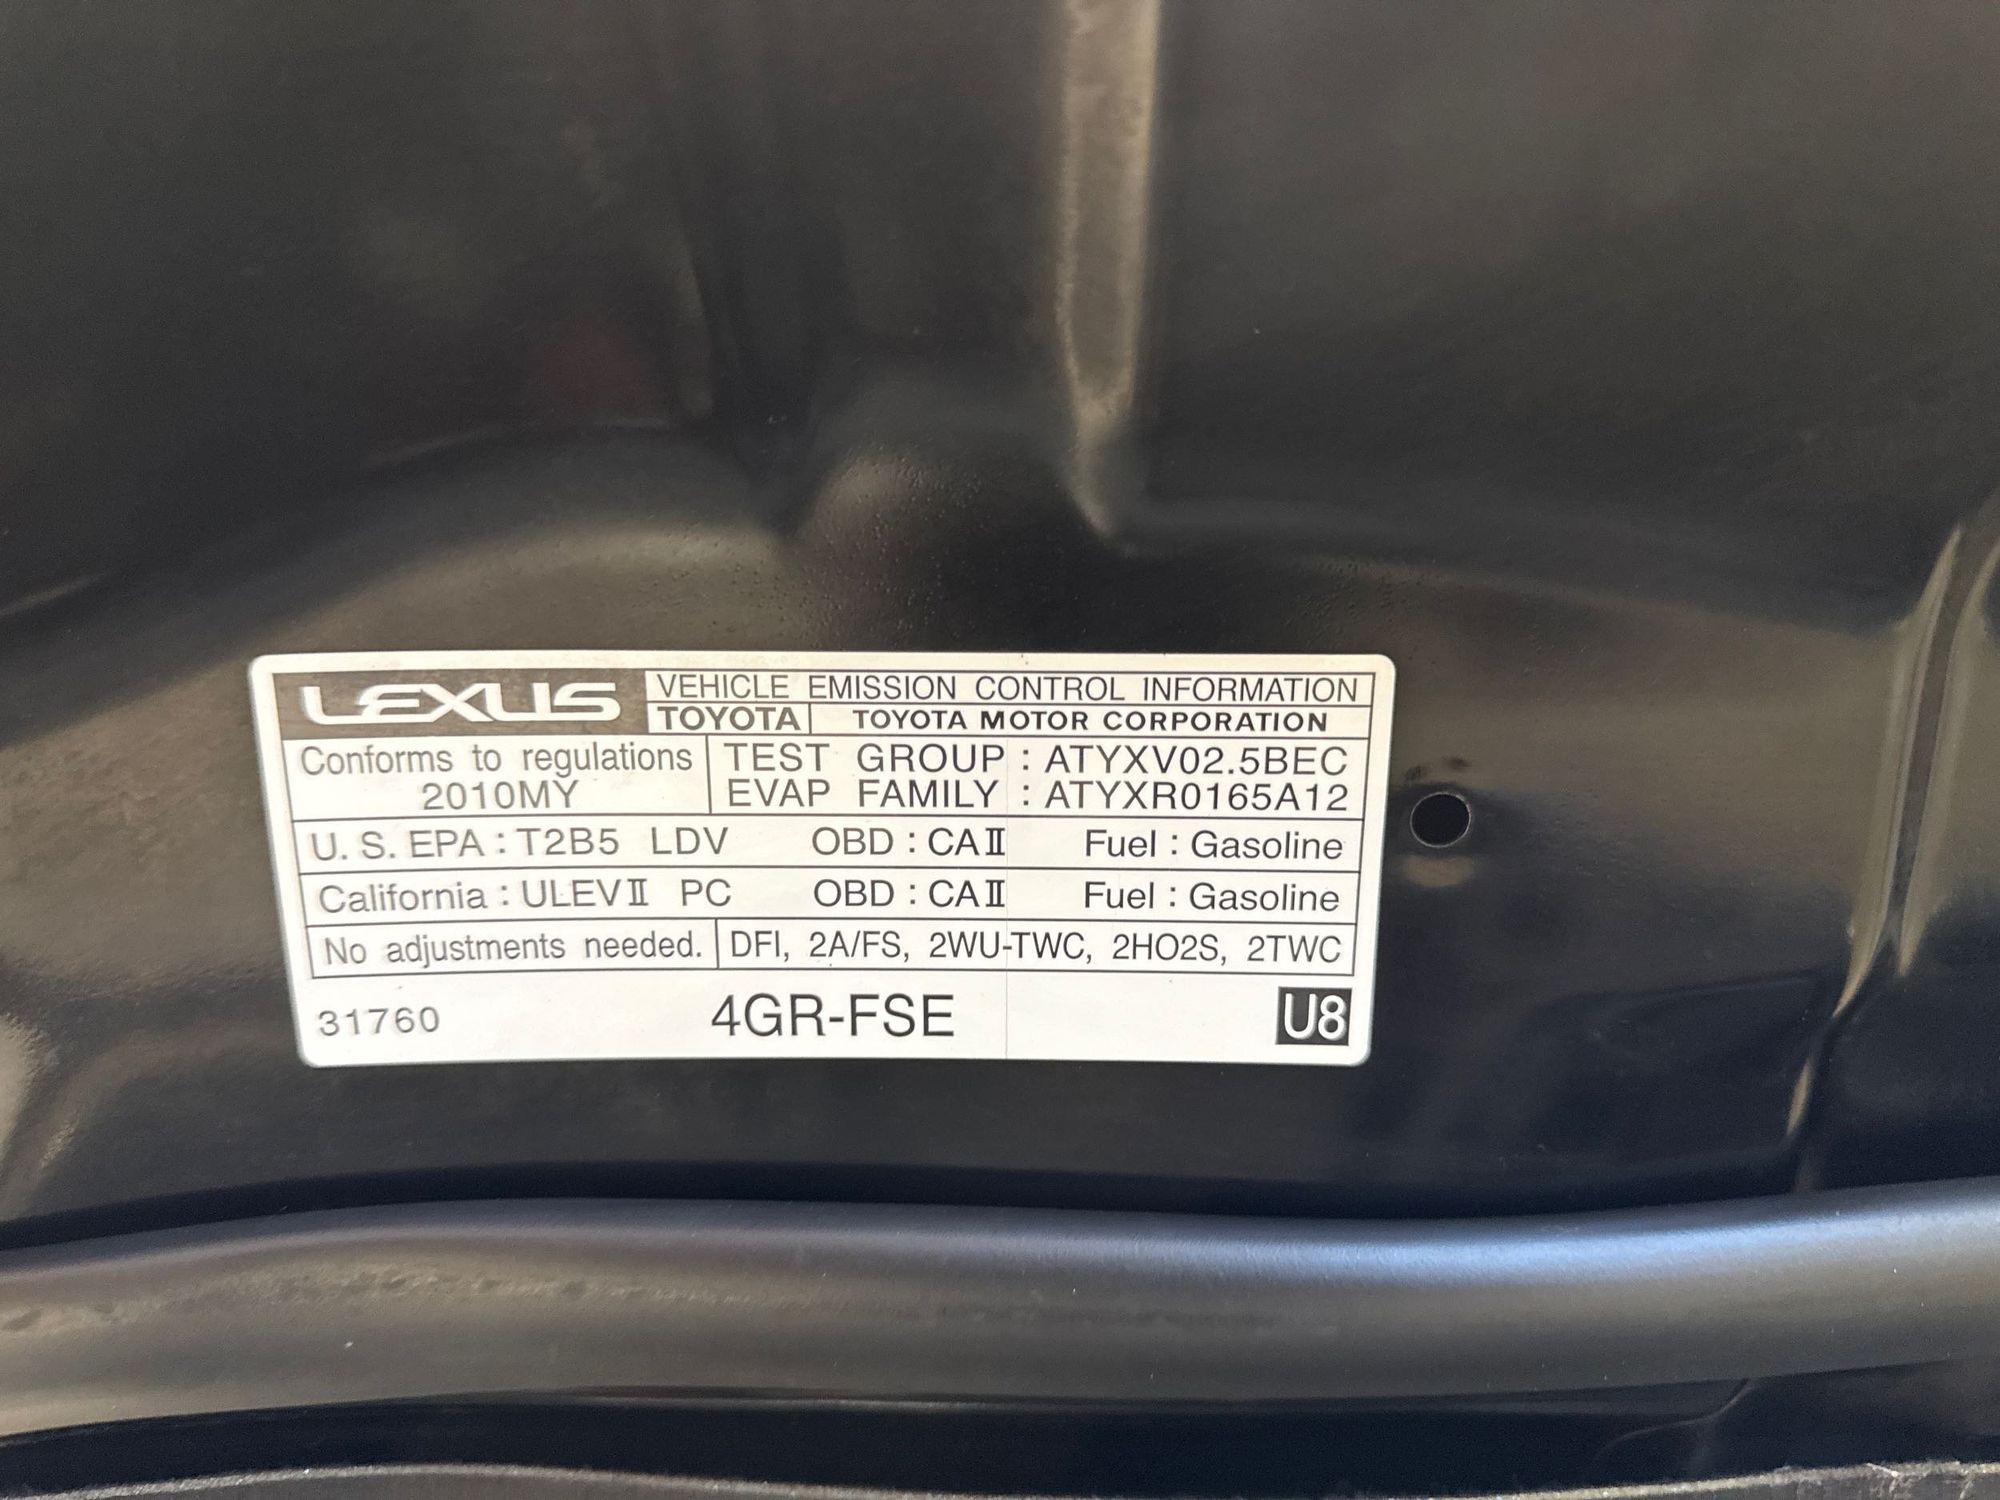 LEXUS VEHICLE EMISSION CONTROL INFORMATION
TOYOTA TOYOTA MOTOR CORPORATION
Conforms to regulations TEST GROUP : ATYXV02.5BEC
2010MY EVAP FAMILY : ATYXR0165A12
U.S. EPA : T2B5 LDV OBD : CAⅡ Fuel : Gasoline
California : ULEVⅡ PC OBD : CAⅡ Fuel : Gasoline
No adjustments needed. DFI, 2A/FS, 2WU-TWC, 2HO2S, 2TWC
31760 4GR-FSE U8